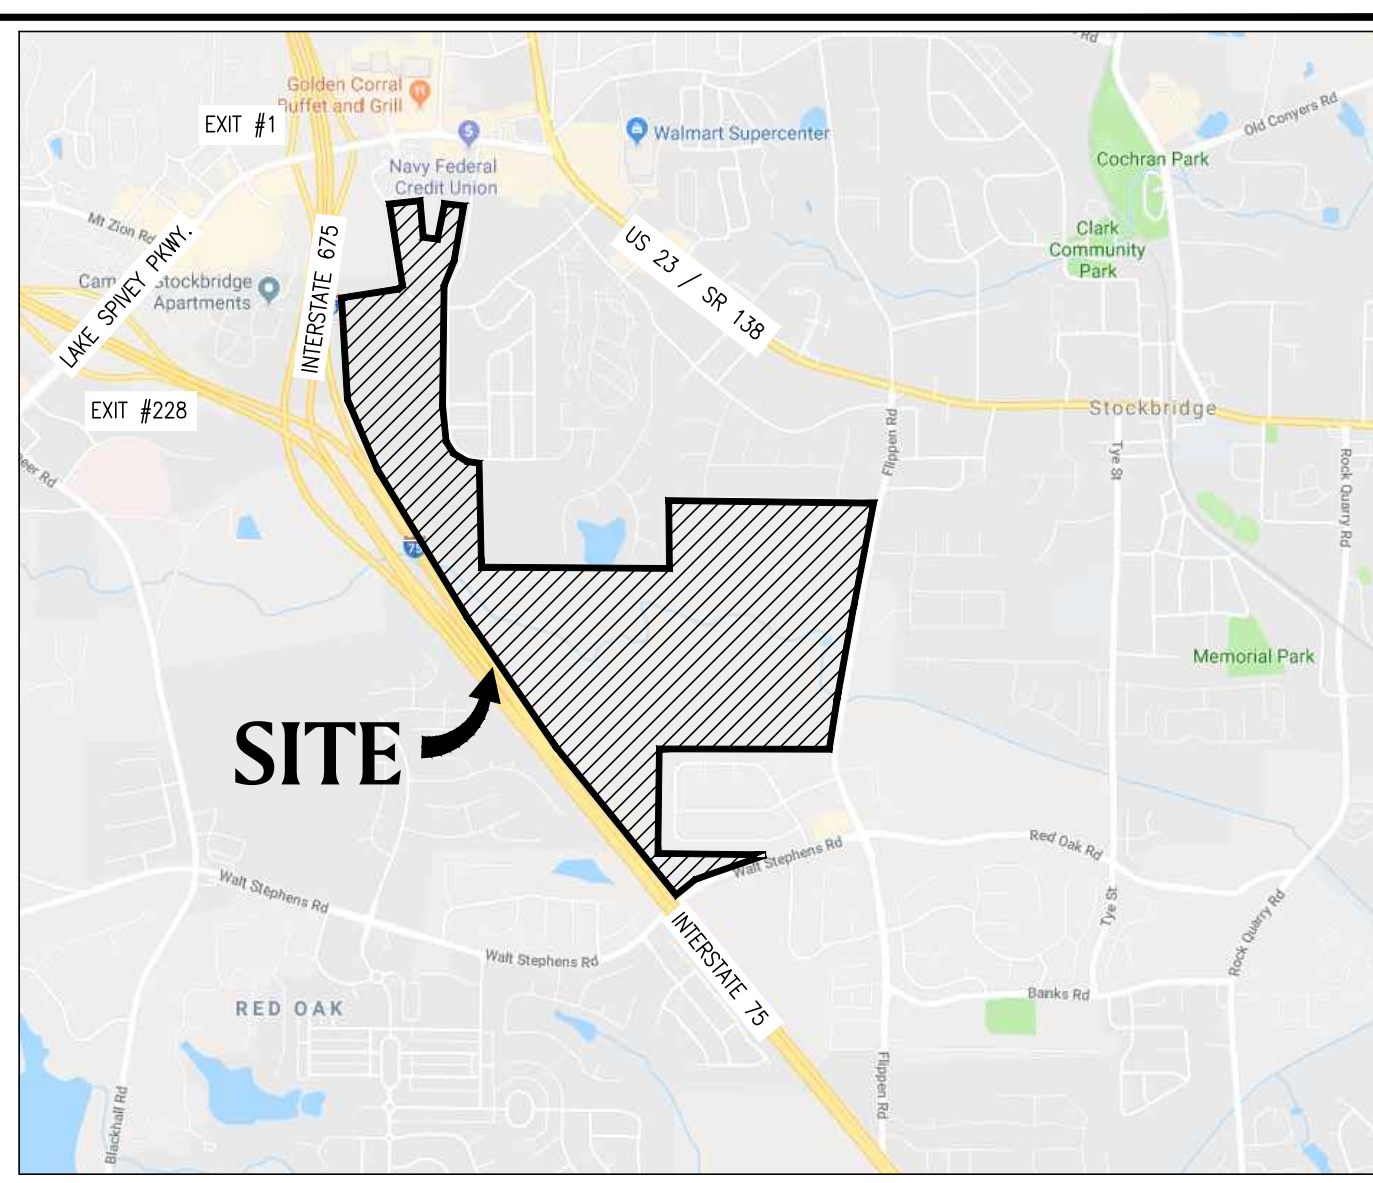 Rd
Golden Corral
Buffet and Grill
EXIT #1
Walmart Supercenter
Old Conyers Rd
Navy Federal
Credit Union
Cochran Park
Mt Zion Rd
LAKE SPIVEY PKWY.
INTERSTATE 675
US 23 / SR 138
Clark
Community
Park
Stockbridge
Apartments
EXIT #228
Stockbridge
Flippen Rd
Tye St
Rock Quarry Rd
75
Memorial Park
SITE
Walt Stephens Rd
Red Oak Rd
Walt Stephens Rd
Tye St
Rock Quarry Rd
Walt Stephens Rd
INTERSTATE 75
Banks Rd
RED OAK
Flippen Rd
Blackhall Rd